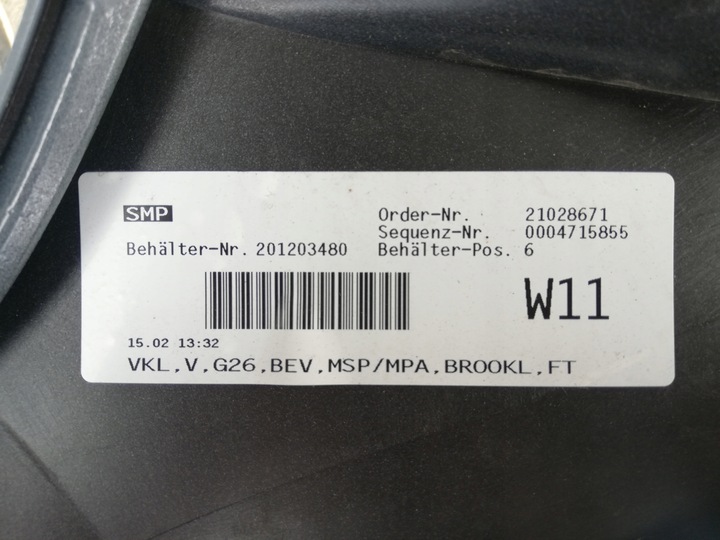 SMP
Order-Nr. 21028671
Sequenz-Nr. 0004715855
Behälter-Nr. 201203480 Behälter-Pos. 6
W11
15.02 13:32
VKL,V,G26,BEV,MSP/MPA,BROOKL,FT